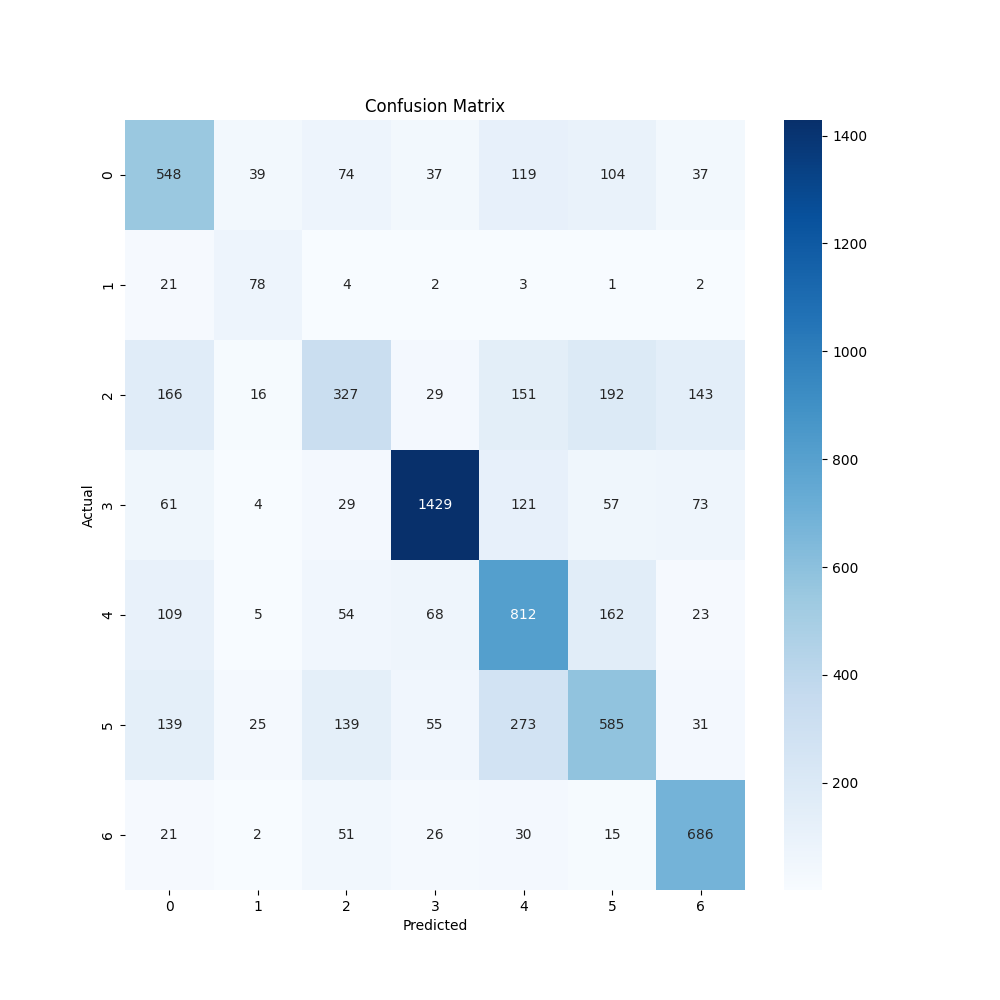 Confusion Matrix
0 548 39 74 37 119 104 37
1 21 78 4 2 3 1 2
2 166 16 327 29 151 192 143
3 61 4 29 1429 121 57 73
4 109 5 54 68 812 162 23
5 139 25 139 55 273 585 31
6 21 2 51 26 30 15 686
0 1 2 3 4 5 6
Predicted
Actual
1400
1200
1000
800
600
400
200